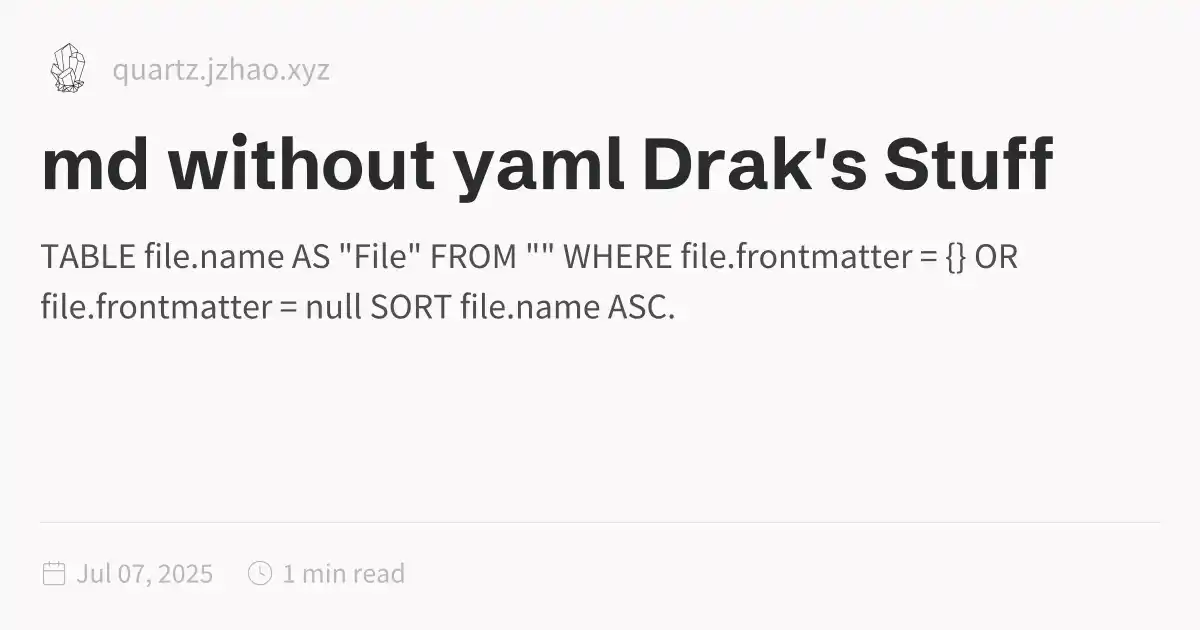 quartz.jzhao.xyz
md without yaml Drak's Stuff
TABLE file.name AS "File" FROM "" WHERE file.frontmatter = {} OR
file.frontmatter = null SORT file.name ASC.
Jul 07, 2025 1 min read